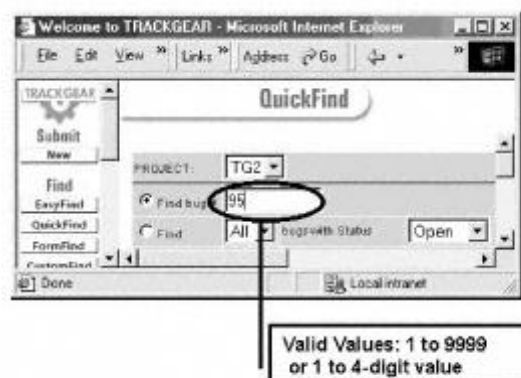 Welcome to TRACKGEAR - Microsoft Internet Explorer
File Edit View » Links » Address Go »
TRACKGEAR
QuickFind
Submit
New
PROJECT: TG2
Find
Find bug 95
EasyFind
QuickFind
Find All bugs with Status Open
FormFind
CustomFind
Done Local intranet
Valid Values: 1 to 9999
or 1 to 4-digit value